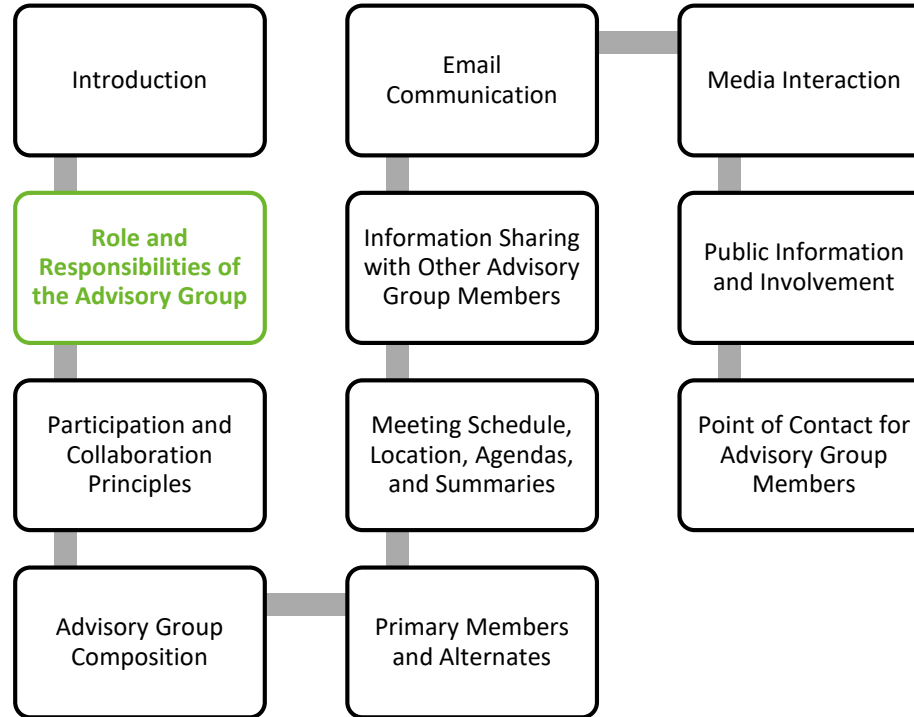 Introduction
Role and
Responsibilities of
the Advisory Group
Participation and
Collaboration
Principles
Advisory Group
Composition
Primary Members
and Alternates
Meeting Schedule,
Location, Agendas,
and Summaries
Information Sharing
with Other Advisory
Group Members
Email
Communication
Media Interaction
Public Information
and Involvement
Point of Contact for
Advisory Group
Members